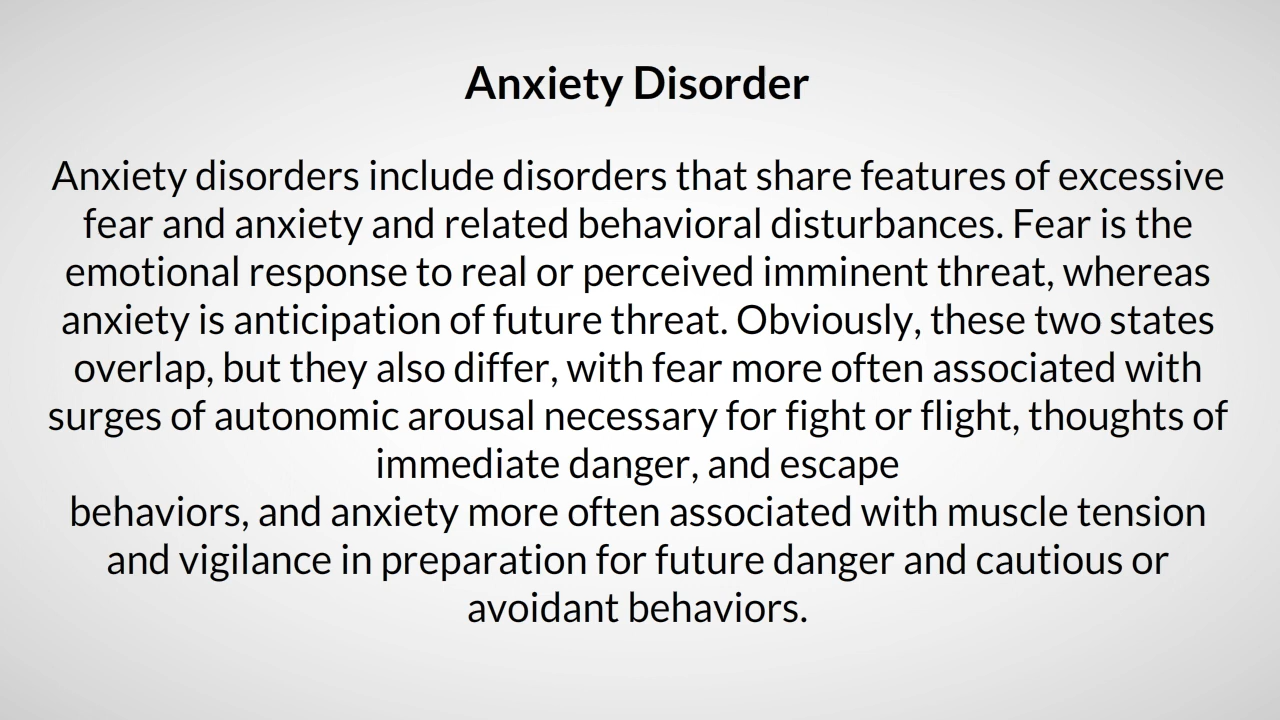 Anxiety Disorder
Anxiety disorders include disorders that share features of excessive
fear and anxiety and related behavioral disturbances. Fear is the
emotional response to real or perceived imminent threat, whereas
anxiety is anticipation of future threat. Obviously, these two states
overlap, but they also differ, with fear more often associated with
surges of autonomic arousal necessary for fight or flight, thoughts of
immediate danger, and escape
behaviors, and anxiety more often associated with muscle tension
and vigilance in preparation for future danger and cautious or
avoidant behaviors.